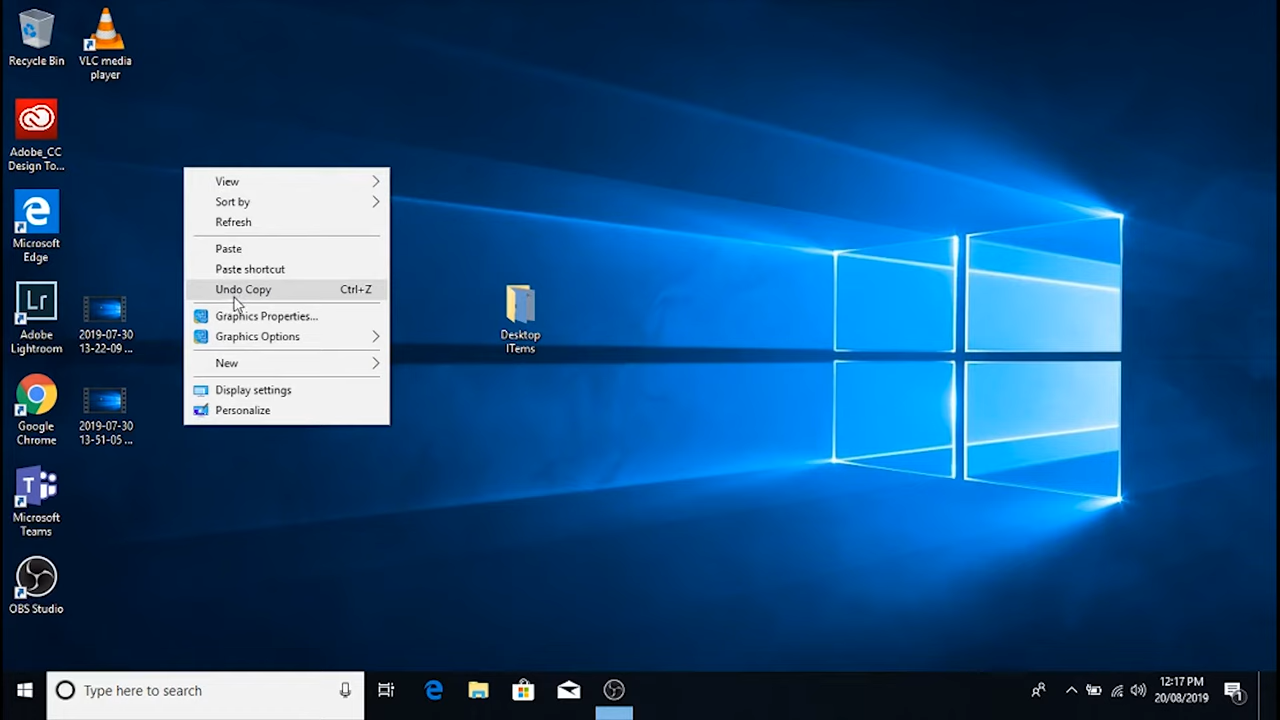 Recycle Bin
VLC media
player
Adobe_CC
Design To...
Microsoft
Edge
Lr
Adobe
Lightroom
2019-07-30
13-22-09 ...
Google
Chrome
2019-07-30
13-51-05 ...
T
Microsoft
Teams
OBS Studio
View
Sort by
Refresh
Paste
Paste shortcut
Undo Copy Ctrl+Z
Graphics Properties...
Graphics Options
New
Display settings
Personalize
Desktop
ITems
Type here to search
12:17 PM
20/08/2019
1